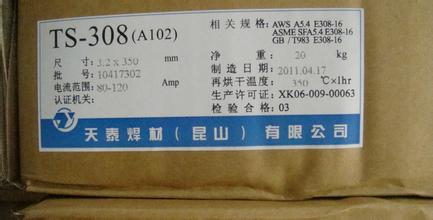 TS-308 (A102)
尺寸: 3.2 x 350 mm
批号: 10417302
电流范围: 80-120 Amp
认证机关:
相关规格: AWS A5.4 E308-16
ASME SFA5.4 E308-16
GB / T983 E308-16
净重: 20 kg
制造日期: 2011.04.17
再烘干温度: 350 ℃×1hr
生产许可证: XK06-009-00063
检验合格: 03
天泰焊材(昆山)有限公司